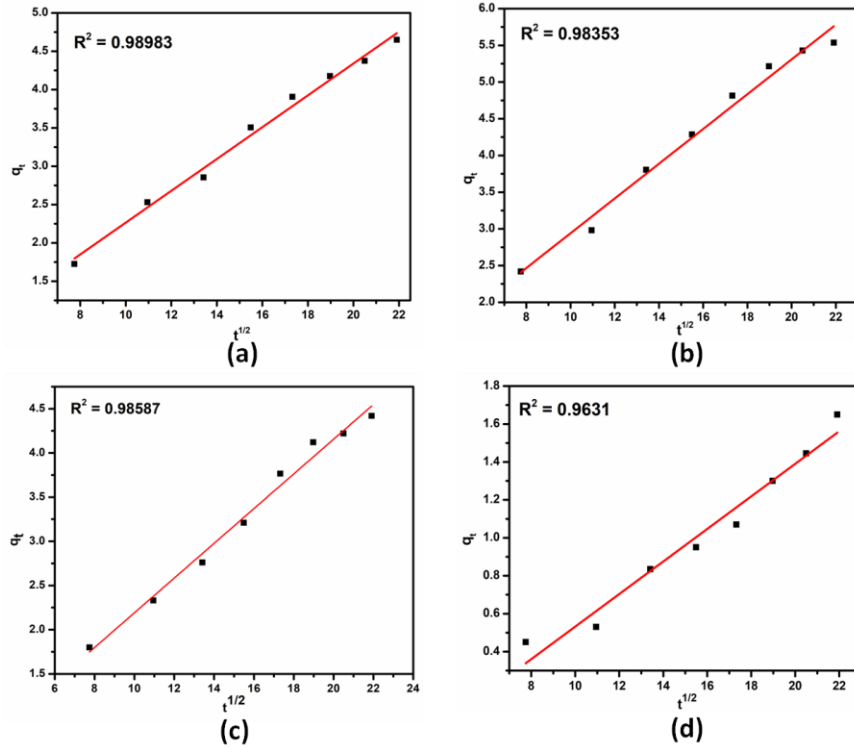 R² = 0.98983
5.0
4.5
4.0
3.5
3.0
2.5
2.0
1.5
qt
8 10 12 14 16 18 20 22
t1/2
(a)
R² = 0.98353
6.0
5.5
5.0
4.5
4.0
3.5
3.0
2.5
2.0
qt
8 10 12 14 16 18 20 22
t1/2
(b)
R² = 0.98587
4.5
4.0
3.5
3.0
2.5
2.0
1.5
qt
6 8 10 12 14 16 18 20 22 24
t1/2
(c)
R² = 0.9631
1.8
1.6
1.4
1.2
1.0
0.8
0.6
0.4
qt
8 10 12 14 16 18 20 22
t1/2
(d)